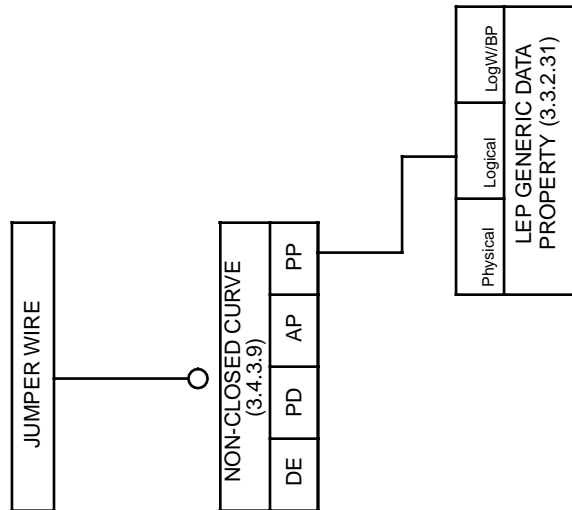 JUMPER WIRE
NON-CLOSED CURVE
(3.4.3.9)
DE
PD
AP
PP
Physical
Logical
LogW/BP
LEP GENERIC DATA
PROPERTY (3.3.2.31)